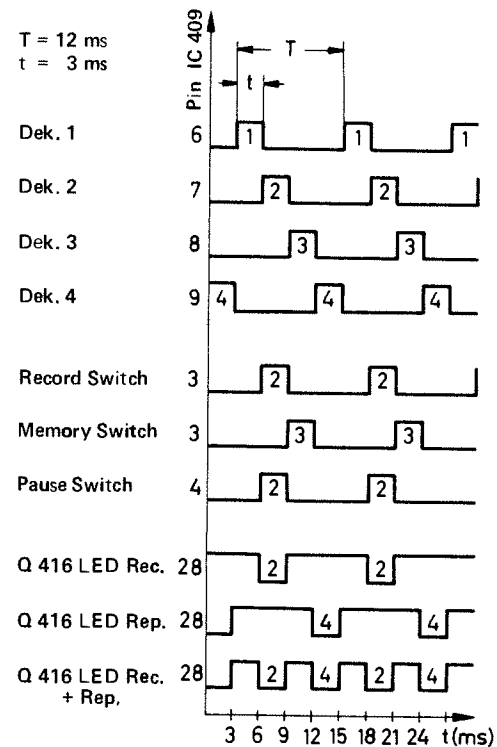 T = 12 ms
t = 3 ms
Pin IC 409
T
t
Dek. 1 6 1 1 1
Dek. 2 7 2 2
Dek. 3 8 3 3
Dek. 4 9 4 4 4
Record Switch 3 2 2
Memory Switch 3 3 3
Pause Switch 4 2 2
Q 416 LED Rec. 28 2 2
Q 416 LED Rep. 28 4 4
Q 416 LED Rec. 28 2 4 2 4
+ Rep.
3 6 9 12 15 18 21 24 t(ms)